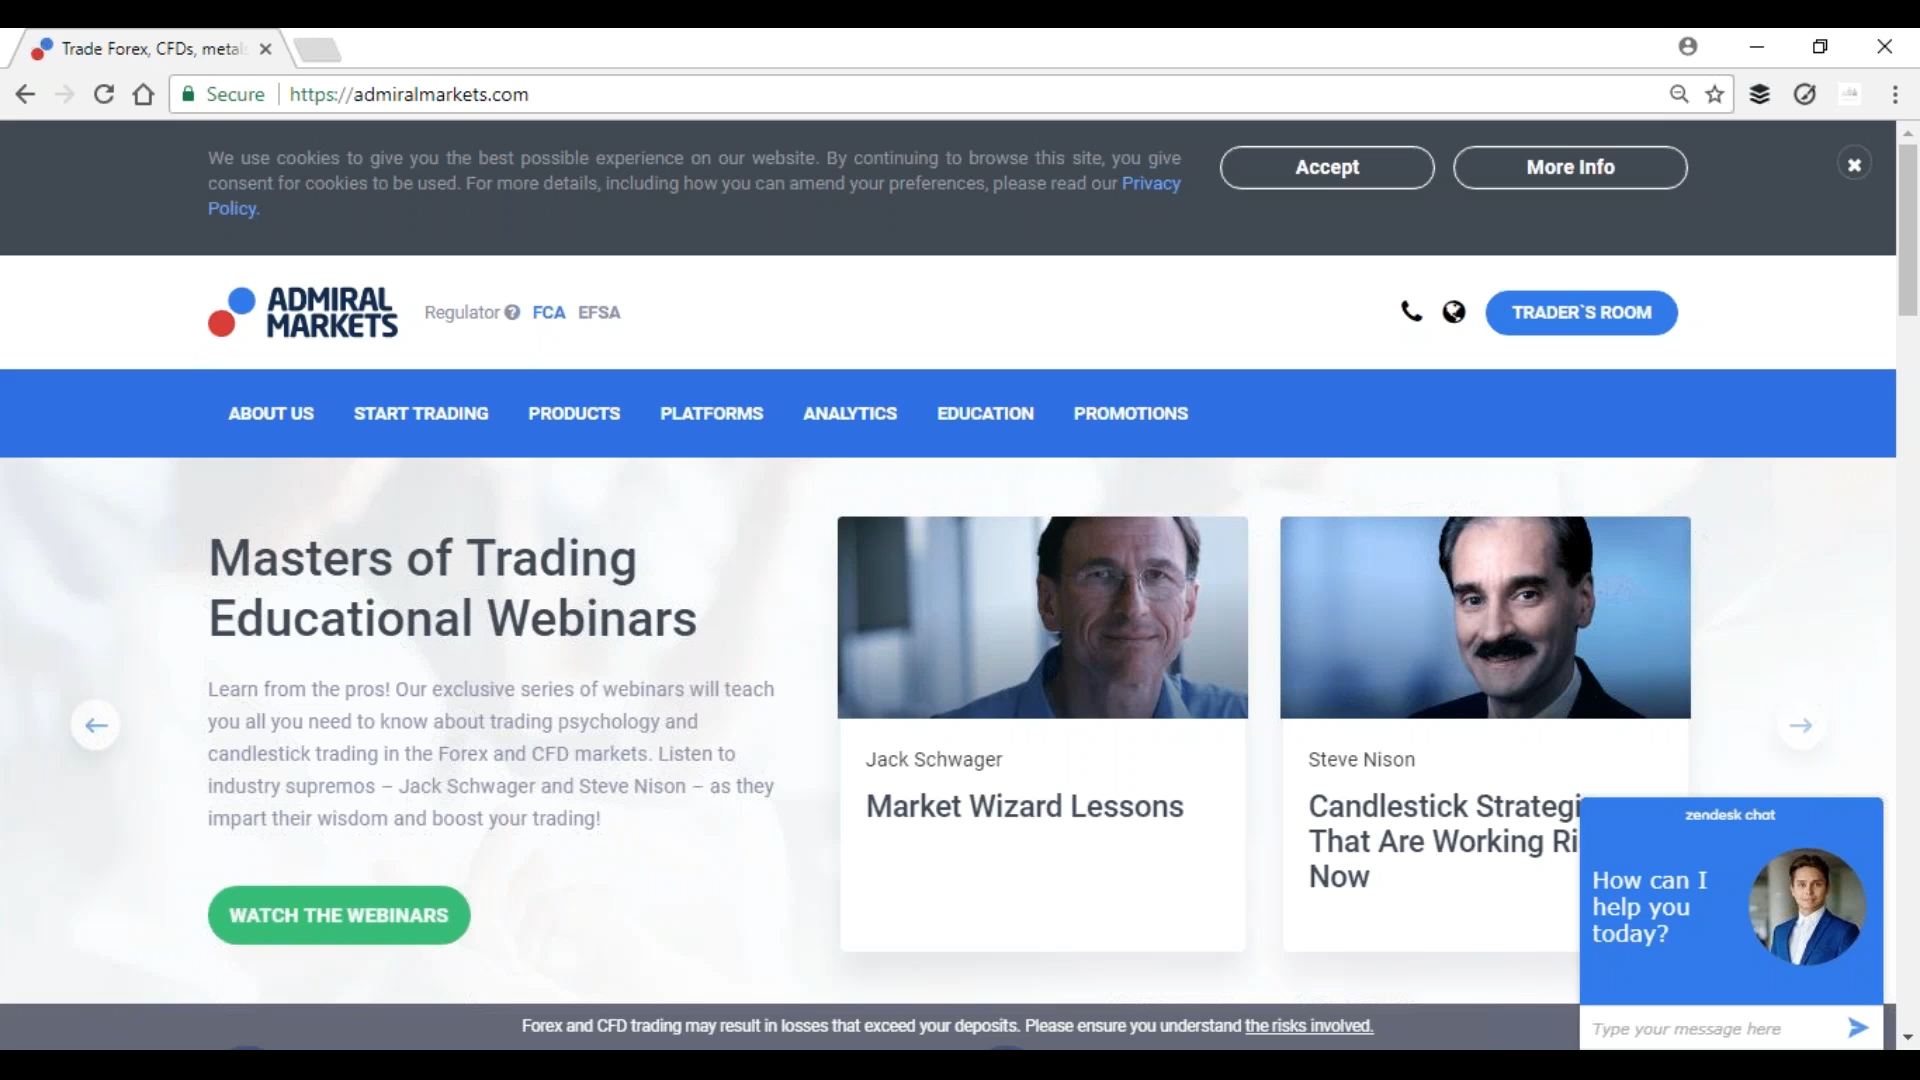 Trade Forex, CFDs, metal
Secure
https://admiralmarkets.com
We use cookies to give you the best possible experience on our website. By continuing to browse this site, you give
consent for cookies to be used. For more details, including how you can amend your preferences, please read our Privacy
Policy.
Accept
More Info
ADMIRAL
MARKETS
Regulator ? FCA EFSA
TRADER`S ROOM
ABOUT US START TRADING PRODUCTS PLATFORMS ANALYTICS EDUCATION PROMOTIONS
Masters of Trading
Educational Webinars
Learn from the pros! Our exclusive series of webinars will teach
you all you need to know about trading psychology and
candlestick trading in the Forex and CFD markets. Listen to
industry supremos – Jack Schwager and Steve Nison – as they
impart their wisdom and boost your trading!
WATCH THE WEBINARS
Jack Schwager
Market Wizard Lessons
Steve Nison
Candlestick Strategi
That Are Working Ri
Now
zendesk chat
How can I
help you
today?
Type your message here
Forex and CFD trading may result in losses that exceed your deposits. Please ensure you understand the risks involved.